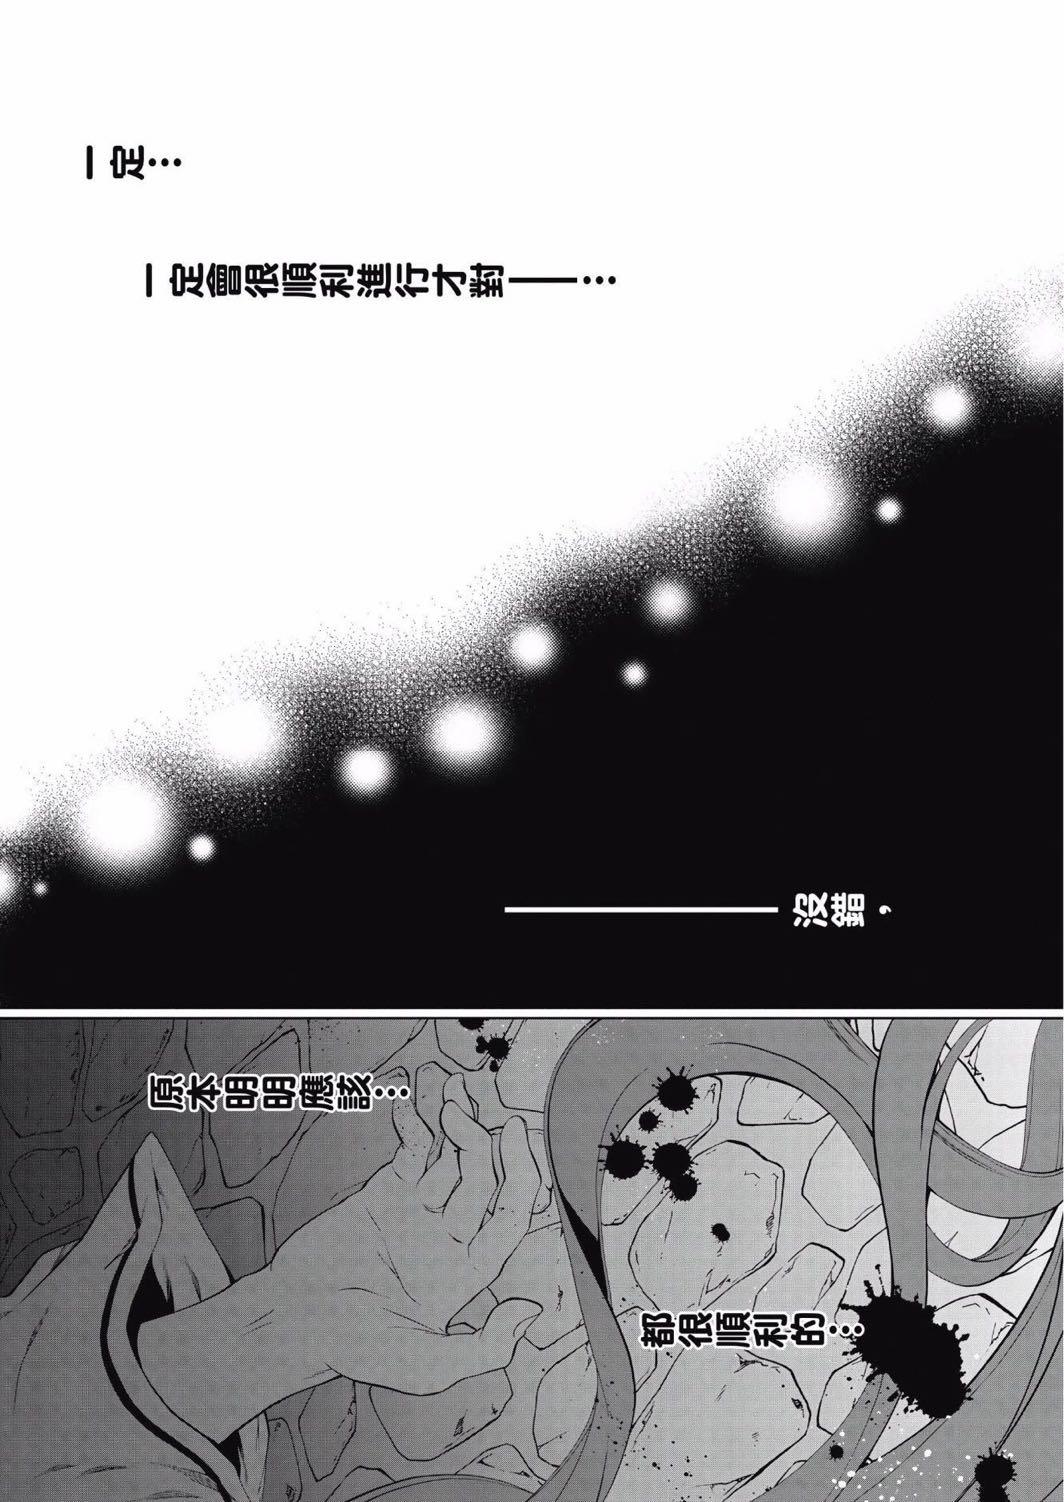 一定…
一定會很順利進行才對——…
———沒錯，
原本明明應該…
都很順利的…